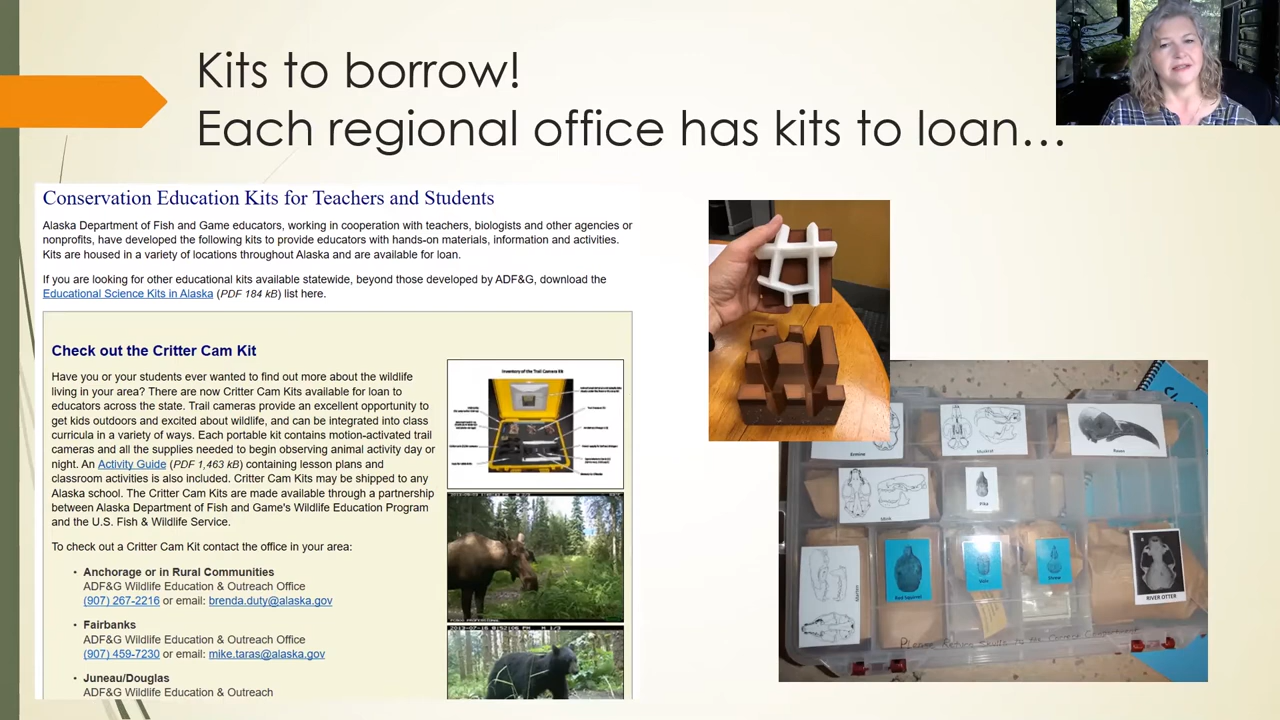 Kits to borrow!
Each regional office has kits to loan…
Conservation Education Kits for Teachers and Students
Alaska Department of Fish and Game educators, working in cooperation with teachers, biologists and other agencies or
nonprofits, have developed the following kits to provide educators with hands-on materials, information and activities.
Kits are housed in a variety of locations throughout Alaska and are available for loan.
If you are looking for other educational kits available statewide, beyond those developed by ADF&G, download the
Educational Science Kits in Alaska (PDF 184 kB) list here.
Check out the Critter Cam Kit
Have you or your students ever wanted to find out more about the wildlife
living in your area? There are now Critter Cam Kits available for loan to
educators across the state. Trail cameras provide an excellent opportunity to
get kids outdoors and excited about wildlife, and can be integrated into class
curricula in a variety of ways. Each portable kit contains motion-activated trail
cameras and all the supplies needed to begin observing animal activity day or
night. An Activity Guide (PDF 1,463 kB) containing lesson plans and
classroom activities is also included. Critter Cam Kits may be shipped to any
Alaska school. The Critter Cam Kits are made available through a partnership
between Alaska Department of Fish and Game's Wildlife Education Program
and the U.S. Fish & Wildlife Service.
To check out a Critter Cam Kit contact the office in your area:
• Anchorage or in Rural Communities
ADF&G Wildlife Education & Outreach Office
(907) 267-2216 or email: brenda.duty@alaska.gov
• Fairbanks
ADF&G Wildlife Education & Outreach Office
(907) 459-7230 or email: mike.taras@alaska.gov
• Juneau/Douglas
ADF&G Wildlife Education & Outreach
Inventory of the Trail Camera Kit
Ermine
Raven
Pika
Mink
Red Squirrel
Vole
Shrew
RIVER OTTER
Please Return Skulls to the Correct Compartment